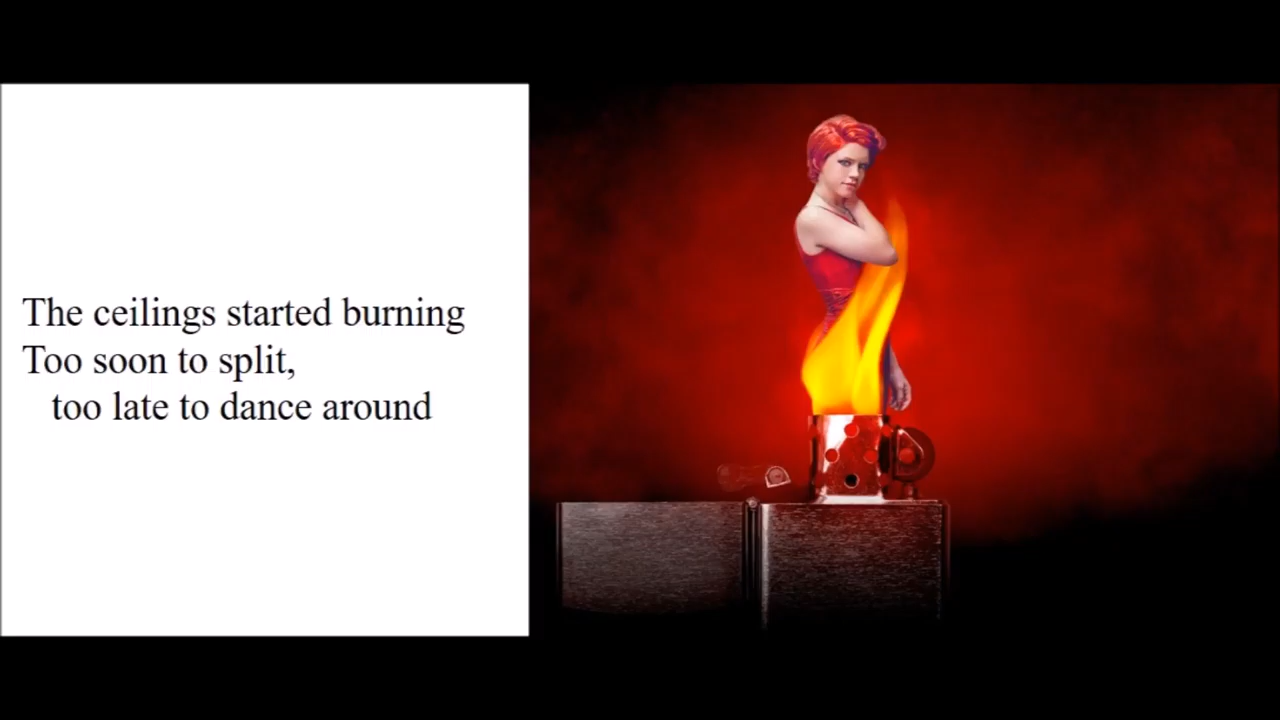 The ceilings started burning
Too soon to split,
too late to dance around